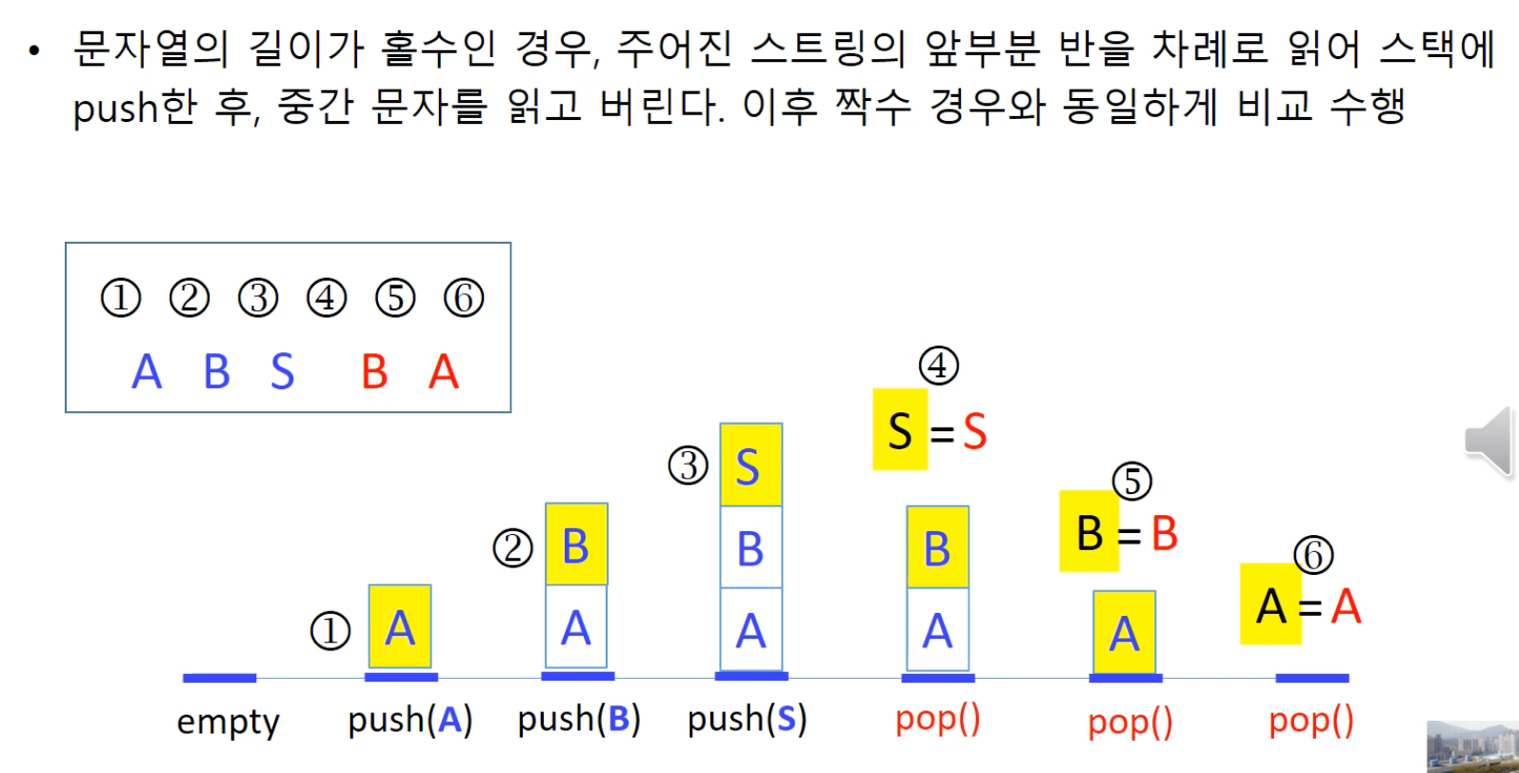 • 문자열의 길이가 홀수인 경우, 주어진 스트링의 앞부분 반을 차례로 읽어 스택에
push한 후, 중간 문자를 읽고 버린다. 이후 짝수 경우와 동일하게 비교 수행
① ② ③ ④ ⑤ ⑥
A B S B A
① A
② B
A
③ S
B
A
④
S = S
B
A
⑤
B = B
A
⑥
A = A
empty push(A) push(B) push(S) pop() pop() pop()